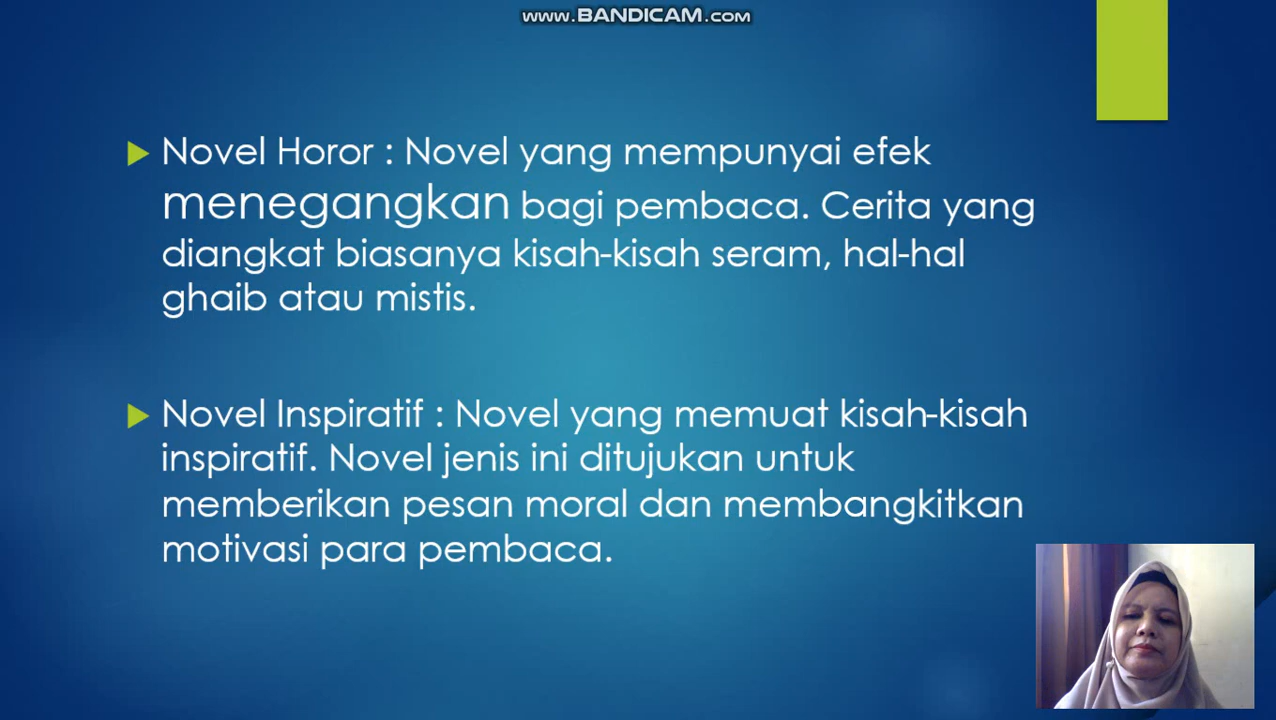 www.BANDICAM.com
Novel Horor : Novel yang mempunyai efek
menegangkan bagi pembaca. Cerita yang
diangkat biasanya kisah-kisah seram, hal-hal
ghaib atau mistis.
Novel Inspiratif : Novel yang memuat kisah-kisah
inspiratif. Novel jenis ini ditujukan untuk
memberikan pesan moral dan membangkitkan
motivasi para pembaca.